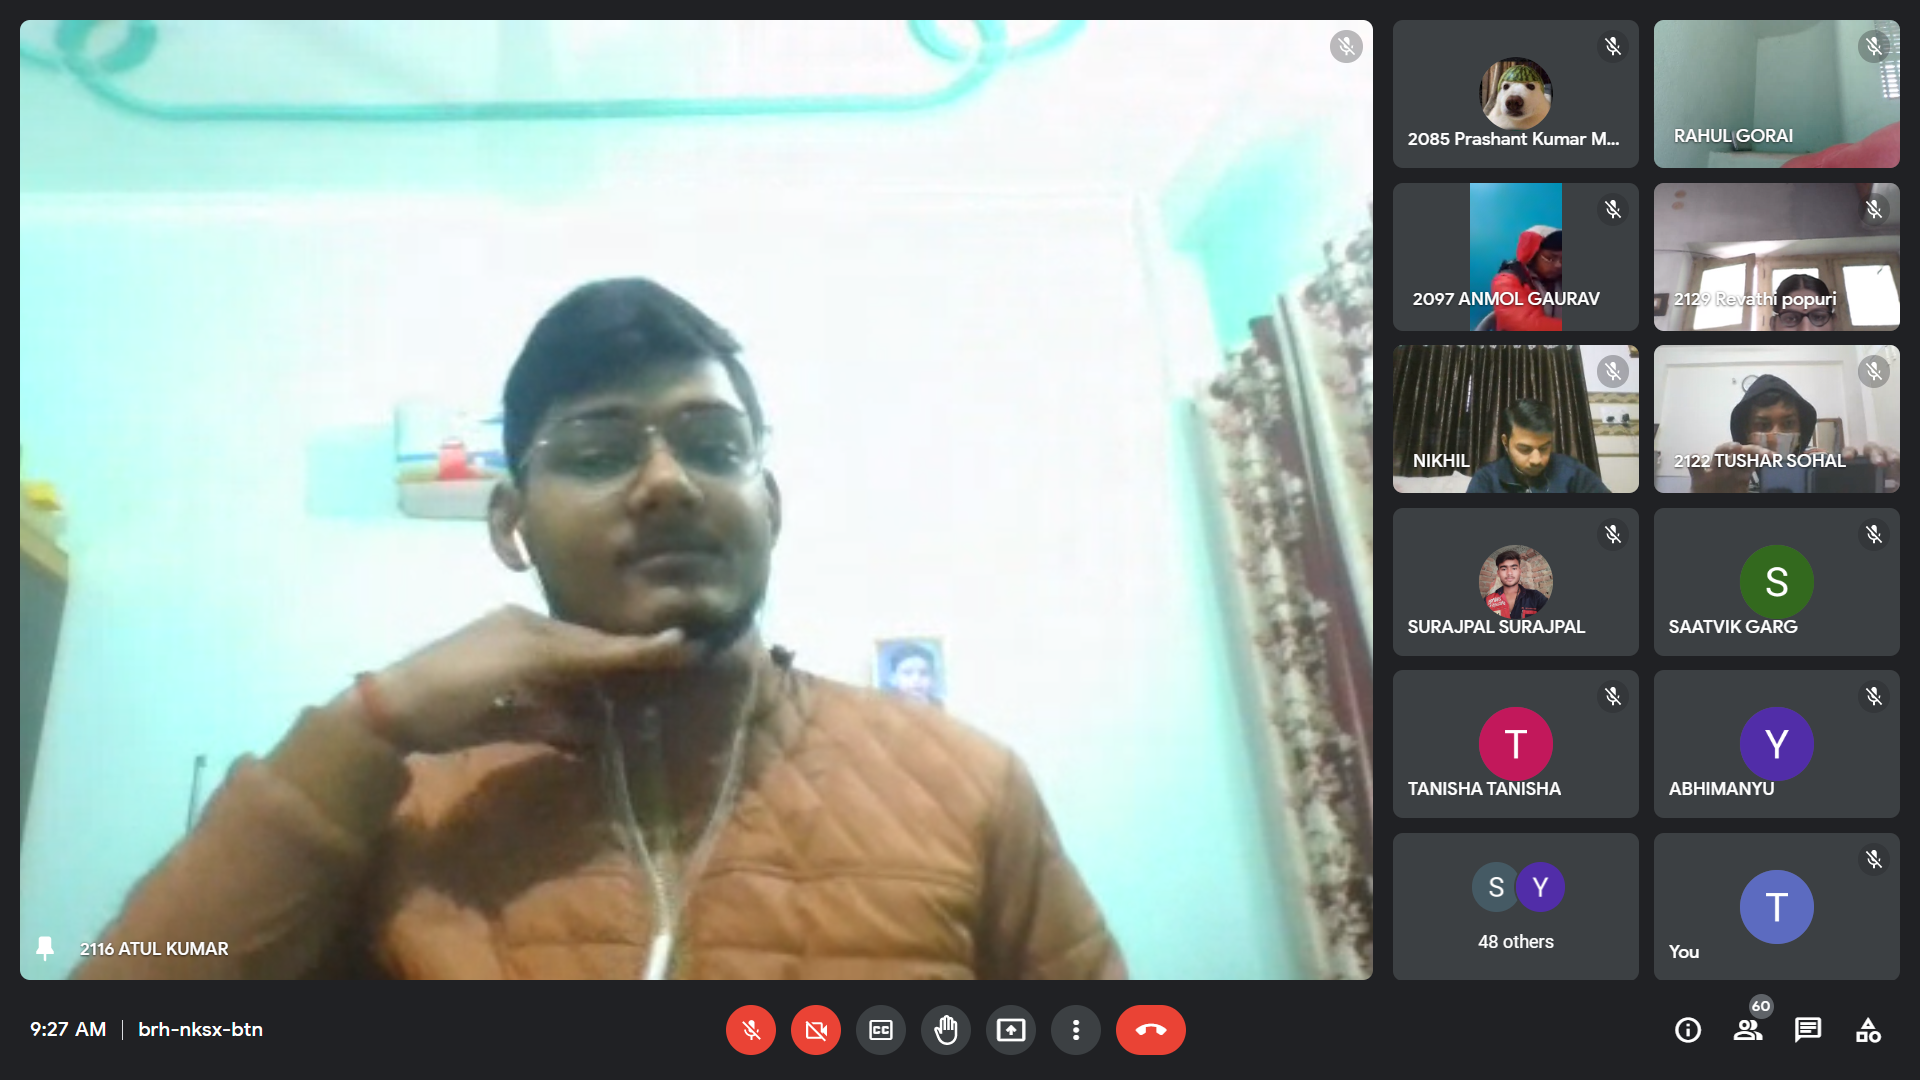 2085 Prashant Kumar M...
RAHUL GORAI
2097 ANMOL GAURAV
2129 Revathi popuri
NIKHIL
2122 TUSHAR SOHAL
SURAJPAL SURAJPAL
S
SAATVIK GARG
T
TANISHA TANISHA
Y
ABHIMANYU
S Y
48 others
T
You
2116 ATUL KUMAR
9:27 AM | brh-nksx-btn
CC
60